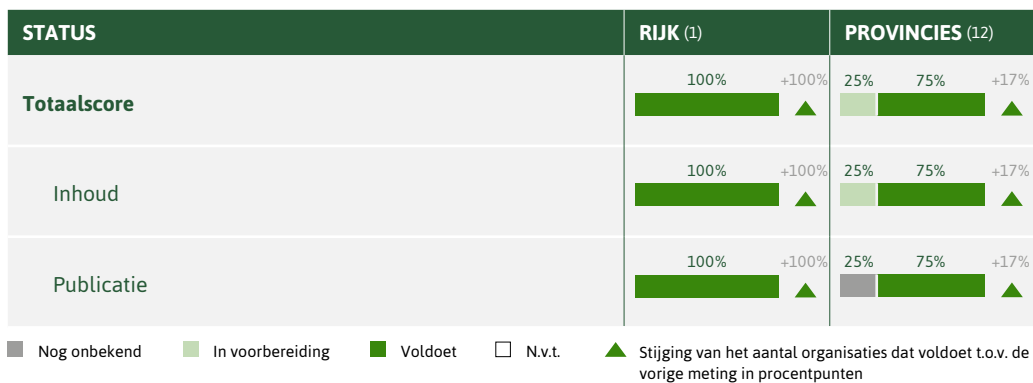 STATUS RIJK (1) PROVINCIES (12)
100% +100% 25% 75% +17%
Totaalscore
100% +100% 25% 75% +17%
Inhoud
100% +100% 25% 75% +17%
Publicatie
Nog onbekend In voorbereiding Voldoet N.v.t. Stijging van het aantal organisaties dat voldoet t.o.v. de
vorige meting in procentpunten